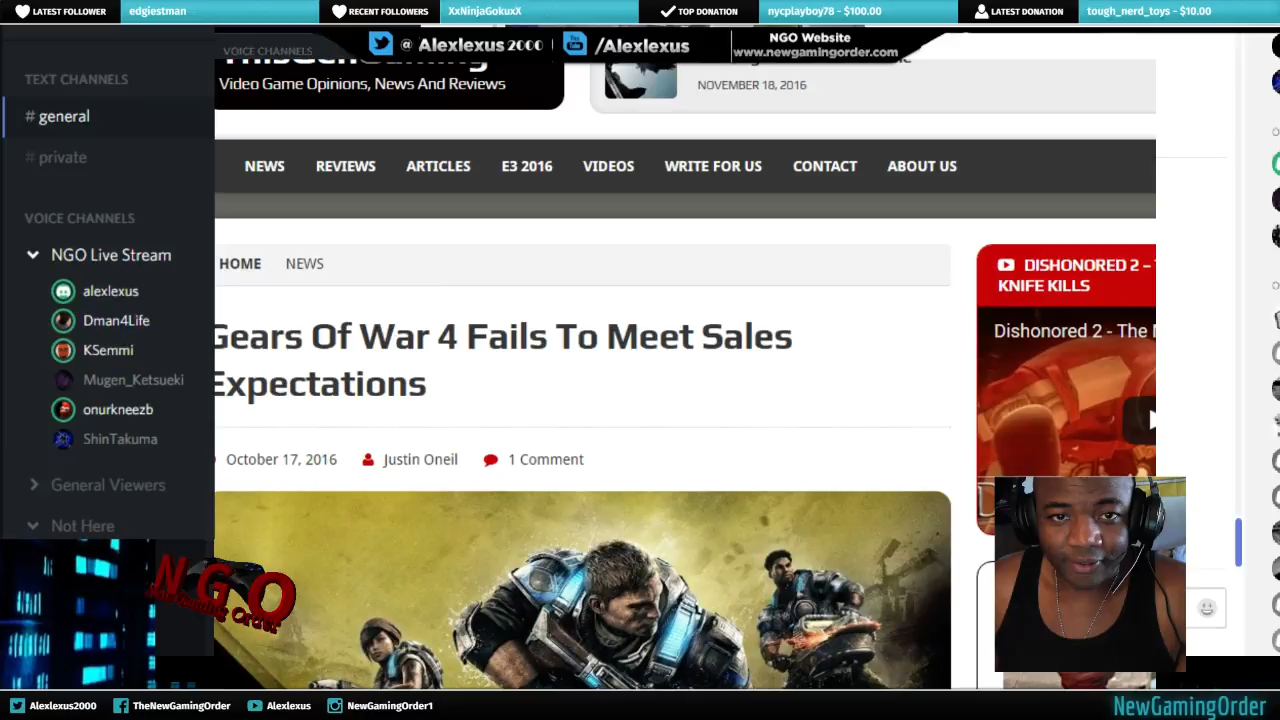 LATEST FOLLOWER
edgiestman
RECENT FOLLOWERS
XxNinjaGokuxX
TOP DONATION
nycplayboy78 - $100.00
LATEST DONATION
tough_nerd_toys - $10.00
@ Alexlexus2000
/Alexlexus
NGO Website
www.newgamingorder.com
VOICE CHANNELS
Video Game Opinions, News And Reviews
NOVEMBER 18, 2016
TEXT CHANNELS
# general
# private
VOICE CHANNELS
NGO Live Stream
alexlexus
Dman4Life
KSemmi
Mugen_Ketsueki
onurkneezb
ShinTakuma
General Viewers
Not Here
NEWS
REVIEWS
ARTICLES
E3 2016
VIDEOS
WRITE FOR US
CONTACT
ABOUT US
HOME
NEWS
Gears Of War 4 Fails To Meet Sales
Expectations
October 17, 2016
Justin Oneil
1 Comment
DISHONORED 2 –
KNIFE KILLS
Dishonored 2 - The
NGO
New Gaming Order
Alexlexus2000
TheNewGamingOrder
Alexlexus
NewGamingOrder1
NewGamingOrder